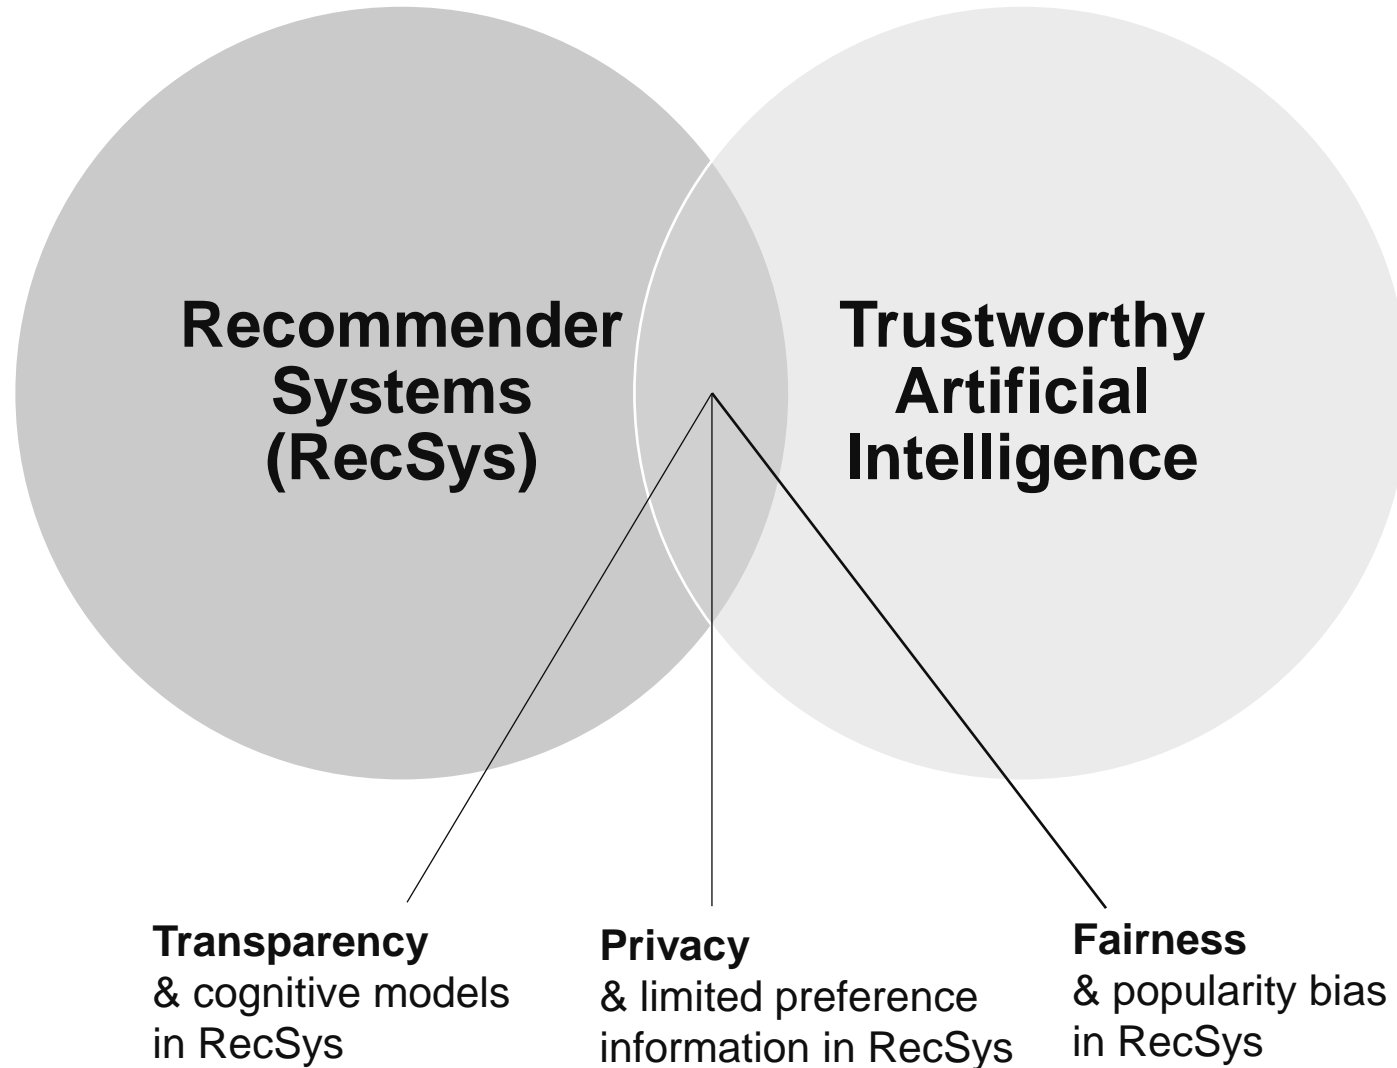 Recommender
Systems
(RecSys)
Trustworthy
Artificial
Intelligence
Transparency
& cognitive models
in RecSys
Privacy
& limited preference
information in RecSys
Fairness
& popularity bias
in RecSys